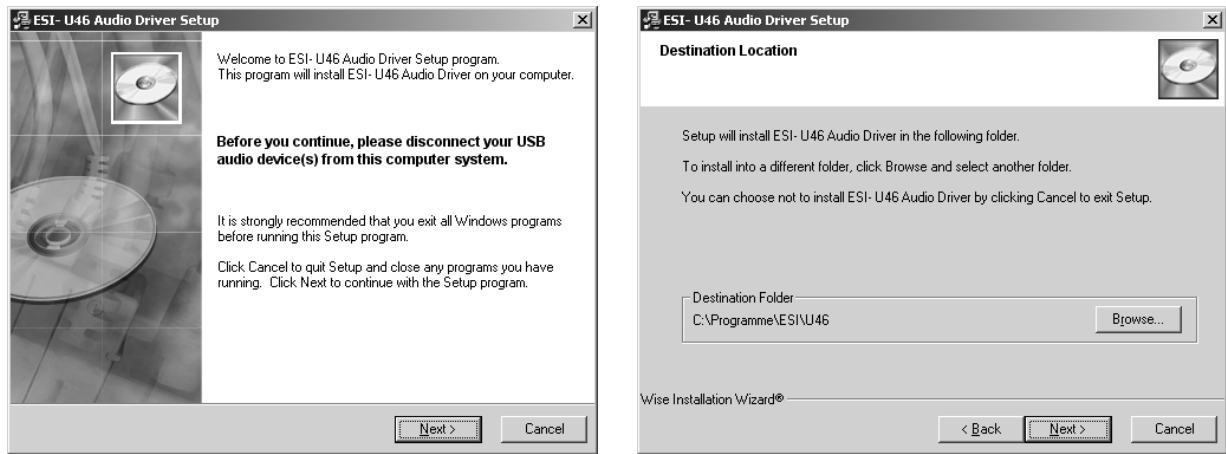 ESI- U46 Audio Driver Setup
Welcome to ESI- U46 Audio Driver Setup program.
This program will install ESI- U46 Audio Driver on your computer.
Before you continue, please disconnect your USB
audio device(s) from this computer system.
It is strongly recommended that you exit all Windows programs
before running this Setup program.
Click Cancel to quit Setup and close any programs you have
running.  Click Next to continue with the Setup program.
Next >
Cancel
ESI- U46 Audio Driver Setup
Destination Location
Setup will install ESI- U46 Audio Driver in the following folder.
To install into a different folder, click Browse and select another folder.
You can choose not to install ESI- U46 Audio Driver by clicking Cancel to exit Setup.
Destination Folder
C:\Programme\ESI\U46
Browse...
Wise Installation Wizard®
< Back
Next >
Cancel